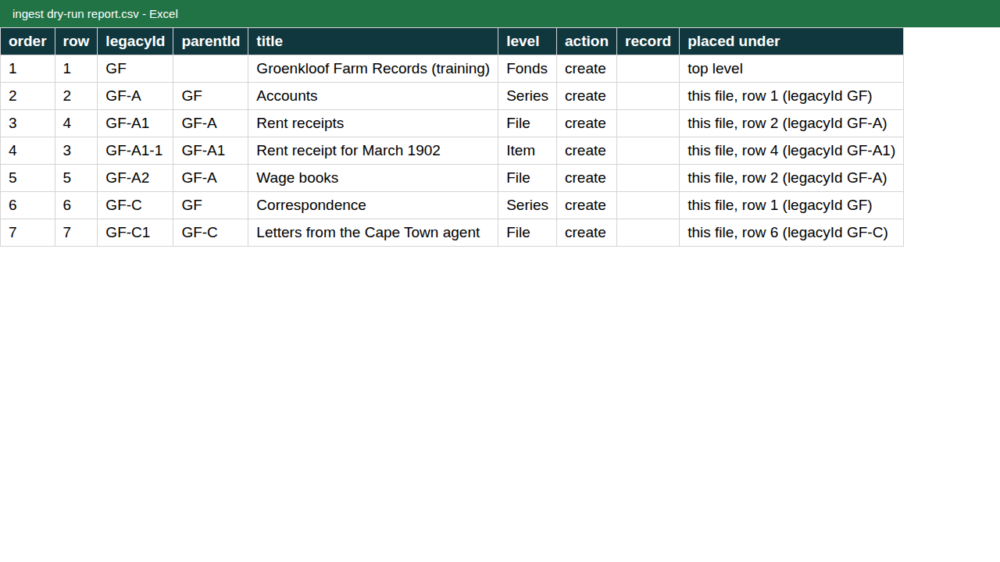 ingest dry-run report.csv - Excel
order row legacyId parentId title level action record placed under
1 1 GF Groenkloof Farm Records (training) Fonds create top level
2 2 GF-A GF Accounts Series create this file, row 1 (legacyId GF)
3 4 GF-A1 GF-A Rent receipts File create this file, row 2 (legacyId GF-A)
4 3 GF-A1-1 GF-A1 Rent receipt for March 1902 Item create this file, row 4 (legacyId GF-A1)
5 5 GF-A2 GF-A Wage books File create this file, row 2 (legacyId GF-A)
6 6 GF-C GF Correspondence Series create this file, row 1 (legacyId GF)
7 7 GF-C1 GF-C Letters from the Cape Town agent File create this file, row 6 (legacyId GF-C)